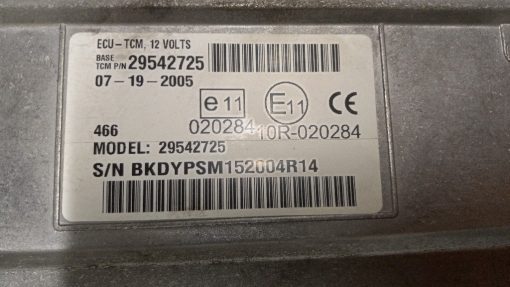 ECU-TCM, 12 VOLTS
BASE TCM P/N 29542725
07-19-2005
e11 E11 CE
020284 10R-020284
466
MODEL: 29542725
S/N BKDYPSM152004R14